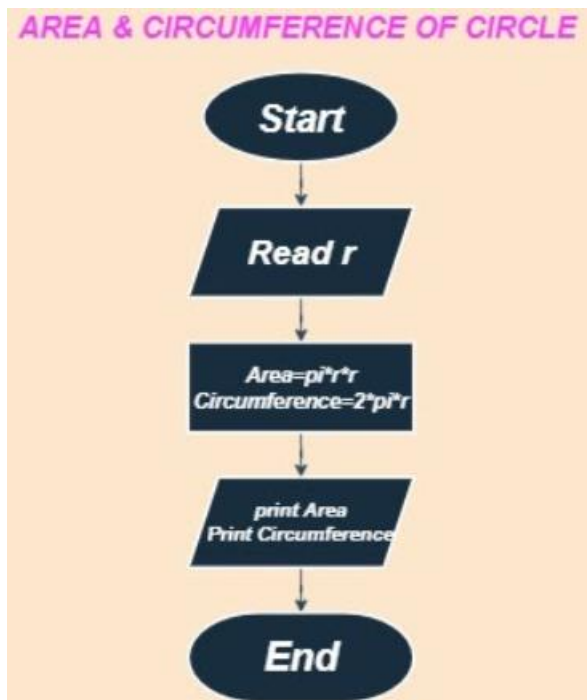 AREA & CIRCUMFERENCE OF CIRCLE
Start
Read r
Area=pi*r*r
Circumference=2*pi*r
print Area
Print Circumference
End